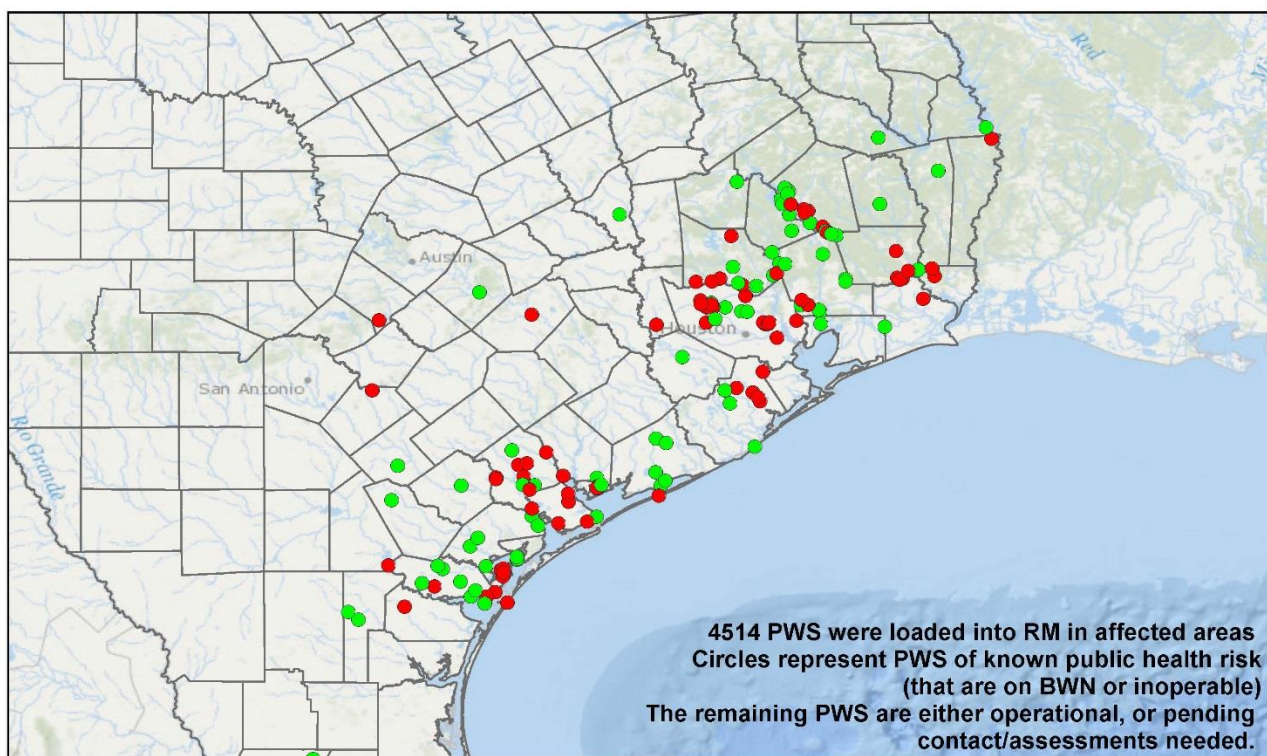 Red
Mi
Austin
Houston
San Antonio
Rio Grande
4514 PWS were loaded into RM in affected areas
Circles represent PWS of known public health risk
(that are on BWN or inoperable)
The remaining PWS are either operational, or pending
contact/assessments needed.